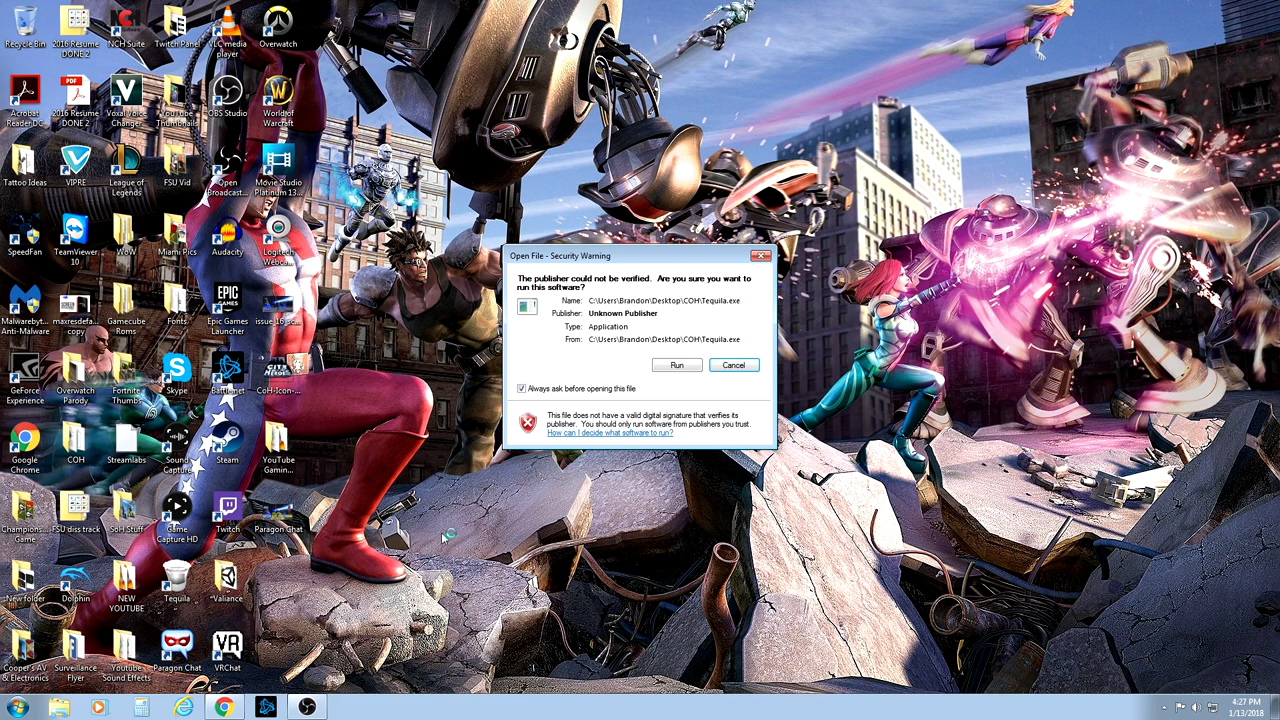 Recycle Bin
2016 Resume
DONE 2
NCH Suite
Twitch Panel
VLC media
player
Overwatch
Acrobat
Reader DC
PDF
2016 Resume
DONE 2
Voxal Voice
Changer
YouTube
Thumbnails
OBS Studio
World of
Warcraft
Tattoo Ideas
VIPRE
League of
Legends
FSU Vid
Open
Broadcast...
Movie Studio
Platinum 13...
SpeedFan
TeamViewer
10
WoW
Miami Pics
Audacity
Logitech
Webc...
Malwarebyt...
Anti-Malware
maxresdefa...
copy
Gamecube
Roms
Fonts
EPIC
GAMES
Epic Games
Launcher
issue_16_sc...
GeForce
Experience
Overwatch
Parody
Fortnite
Thumb
Skype
Battle.net
CoH-Icon-...
Google
Chrome
COH
Streamlabs
Sound
Capture
Steam
YouTube
Gamin...
Champions...
Game
FSU diss track
SoH Stuff
Game
Capture HD
Twitch
Paragon Chat
New folder
Dolphin
NEW
YOUTUBE
Tequila
Valiance
Cooper's AV
& Electronics
Surveillance
Flyer
Youtube
Sound Effects
Paragon Chat
VR
VRChat
Open File - Security Warning
The publisher could not be verified.  Are you sure you want to
run this software?
Name: C:\Users\Brandon\Desktop\COH\Tequila.exe
Publisher: Unknown Publisher
Type: Application
From: C:\Users\Brandon\Desktop\COH\Tequila.exe
Run
Cancel
Always ask before opening this file
This file does not have a valid digital signature that verifies its
publisher.  You should only run software from publishers you trust.
How can I decide what software to run?
4:27 PM
1/13/2018